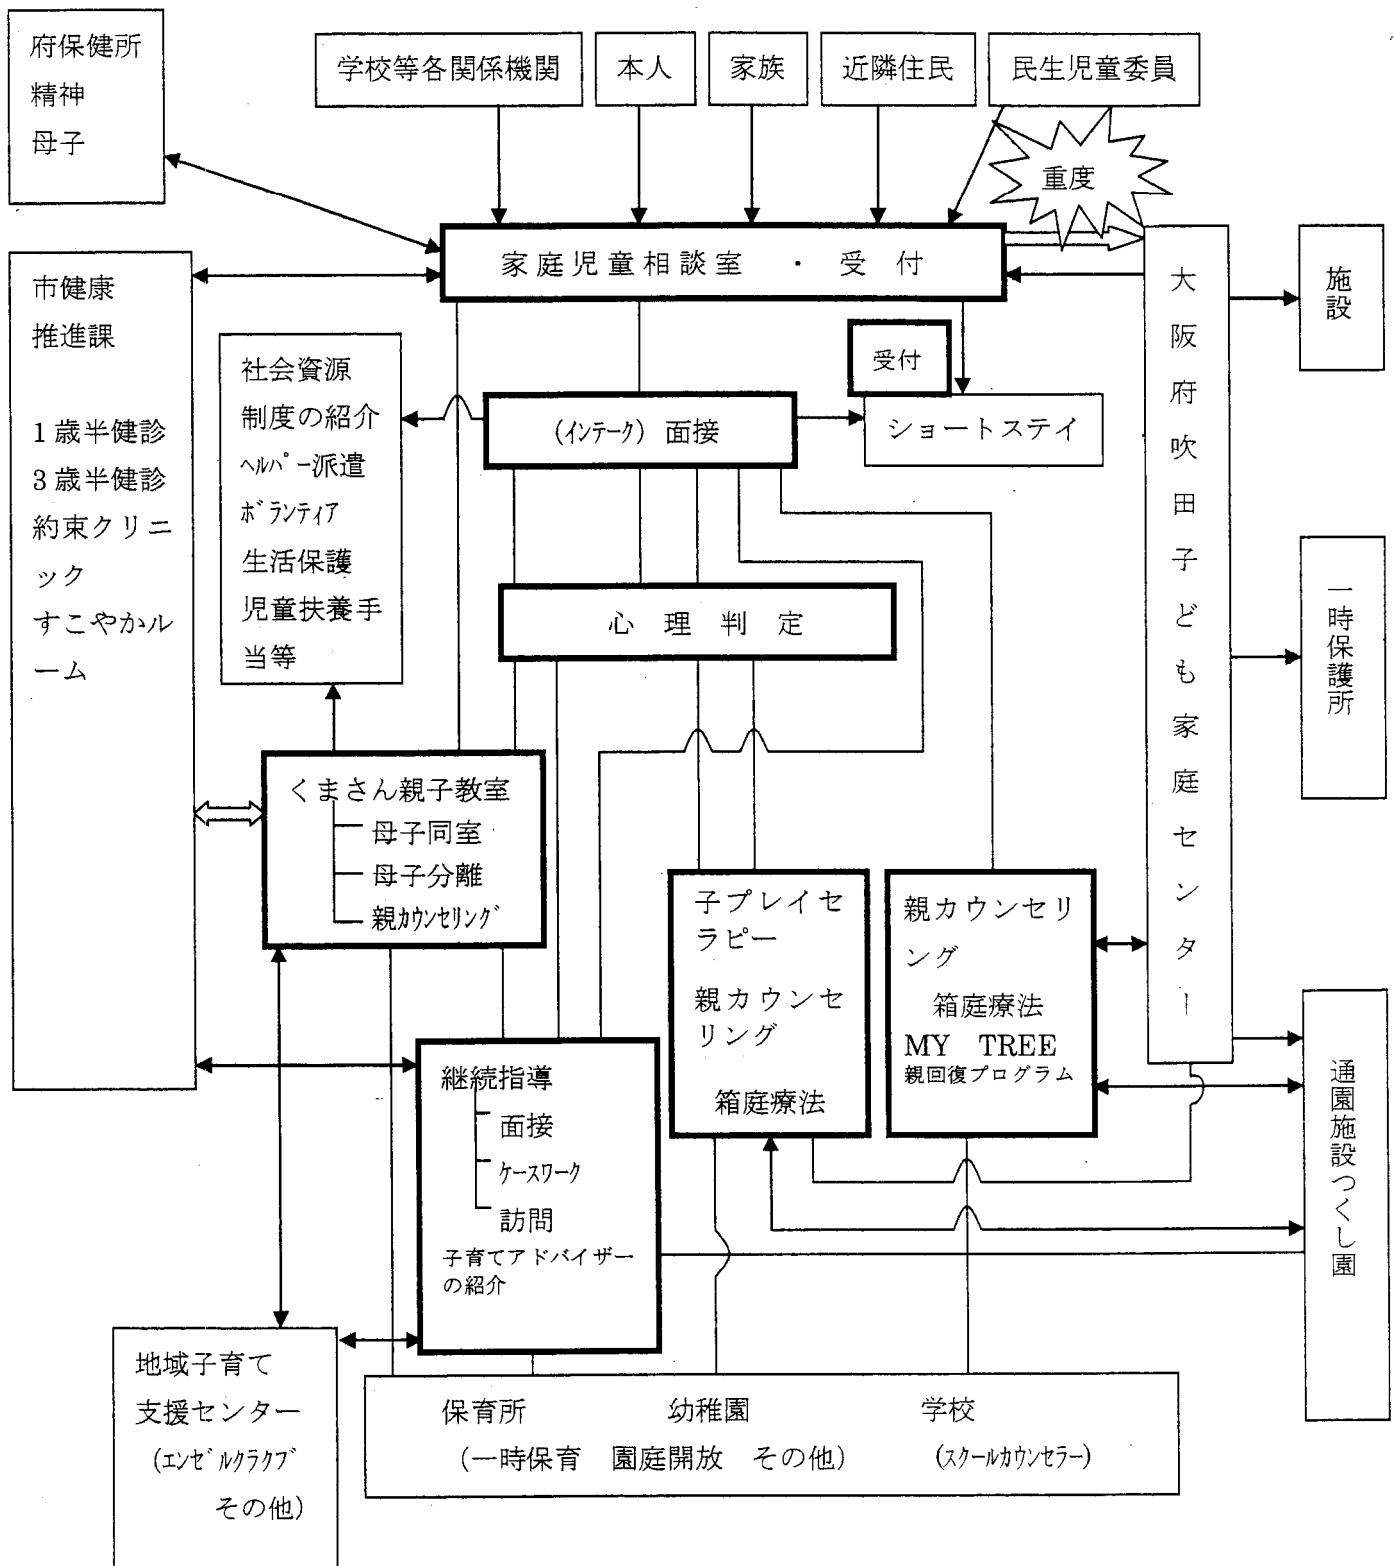 府保健所
精神
母子
学校等各関係機関
本人
家族
近隣住民
民生児童委員
重度
家庭児童相談室 ・ 受 付
市健康
推進課
1歳半健診
3歳半健診
約束クリニ
ック
すこやかル
ーム
社会資源
制度の紹介
ヘルパー派遣
ボランティア
生活保護
児童扶養手
当等
受付
ショートステイ
(インテーク) 面接
心 理 判 定
大阪府吹田子ども家庭センター
施設
一時保護所
くまさん親子教室
母子同室
母子分離
親カウンセリング
子プレイセ
ラピー
親カウンセ
リング
箱庭療法
親カウンセリ
ング
箱庭療法
MY TREE
親回復プログラム
継続指導
面接
ケースワーク
訪問
子育てアドバイザー
の紹介
通園施設つくし園
地域子育て
支援センター
(エンゼルクラクブ
その他)
保育所 幼稚園 学校
(一時保育 園庭開放 その他) (スクールカウンセラー)